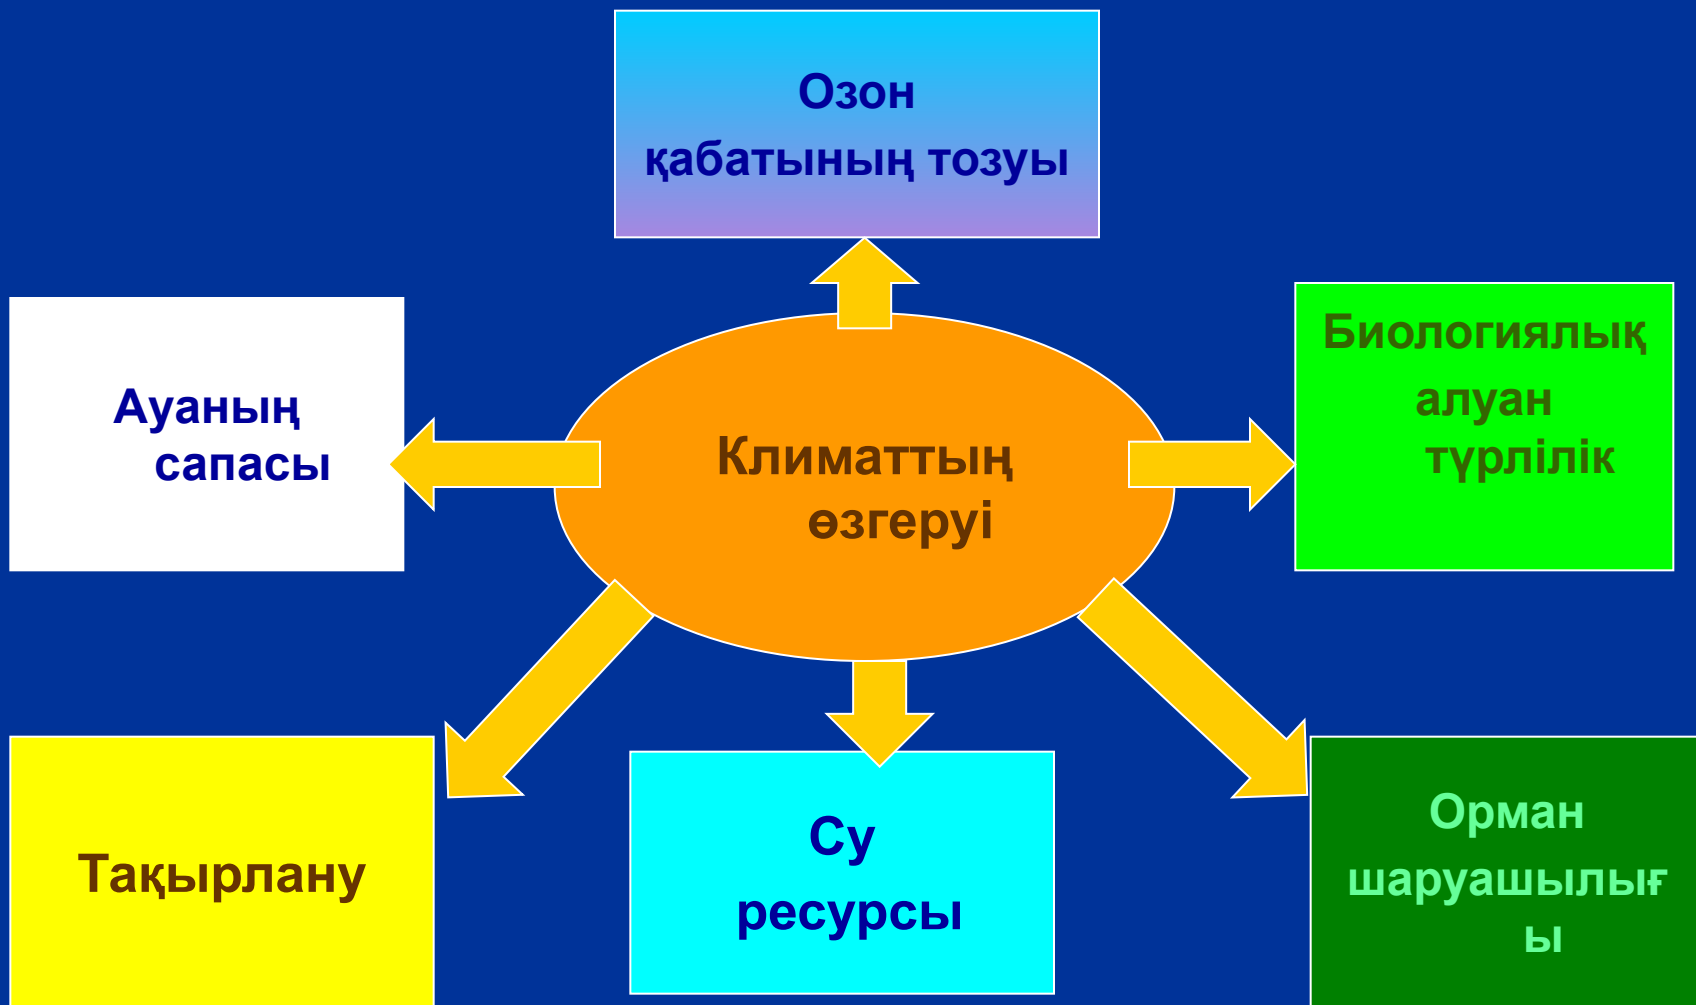 Озон
қабатының тозуы
Ауаның
сапасы
Климаттың
өзгеруі
Биологиялық
алуан
түрлілік
Тақырлану
Су
ресурсы
Орман
шаруашылығ
ы